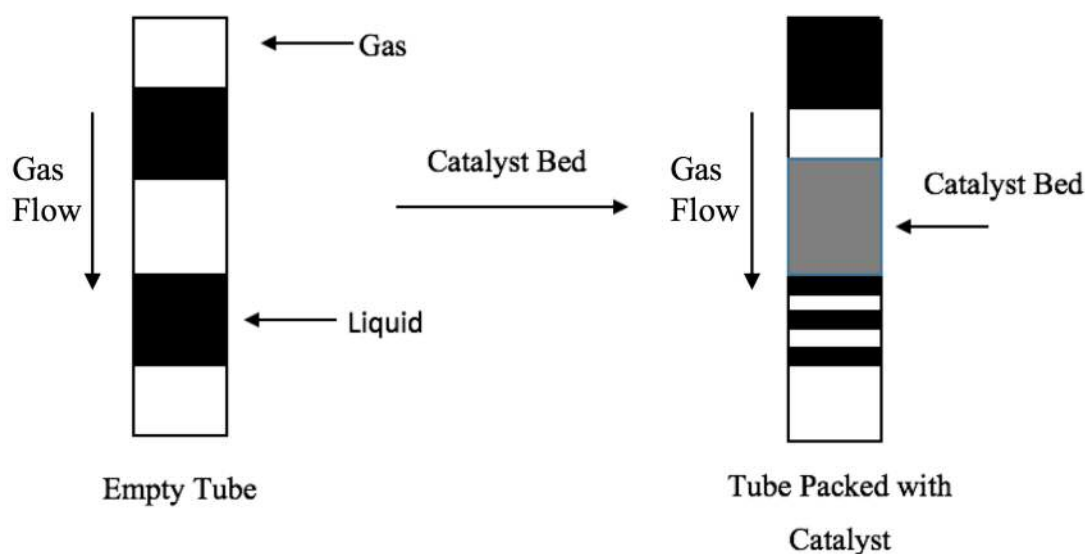 Gas
Gas
Flow
Liquid
Empty Tube
Catalyst Bed
Gas
Flow
Catalyst Bed
Tube Packed with
Catalyst